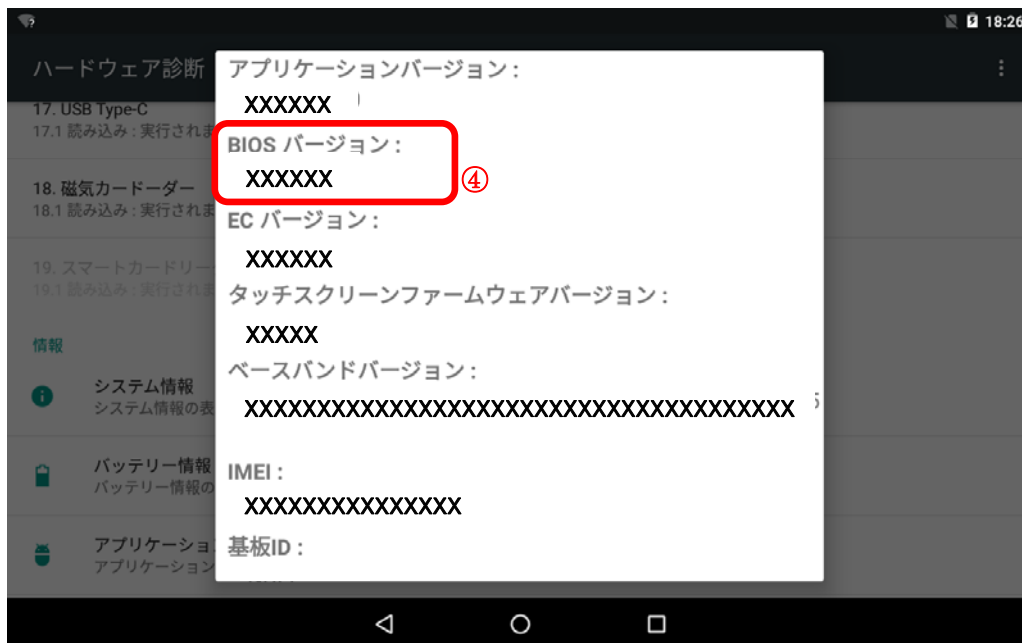 18:26
ハードウェア診断
アプリケーションバージョン :
XXXXXX
17. USB Type-C
17.1 読み込み : 実行されま
BIOS バージョン :
XXXXXX
④
18. 磁気カードーダー
18.1 読み込み : 実行されま
EC バージョン :
XXXXXX
19. スマートカードリー
19.1 読み込み : 実行されま
タッチスクリーンファームウェアバージョン :
XXXXX
情報
ベースバンドバージョン :
システム情報
システム情報の表
XXXXXXXXXXXXXXXXXXXXXXXXXXXXXXXXXXXXXX
バッテリー情報
バッテリー情報の
IMEI :
XXXXXXXXXXXXXXX
アプリケーショ
アプリケーション
基板ID :